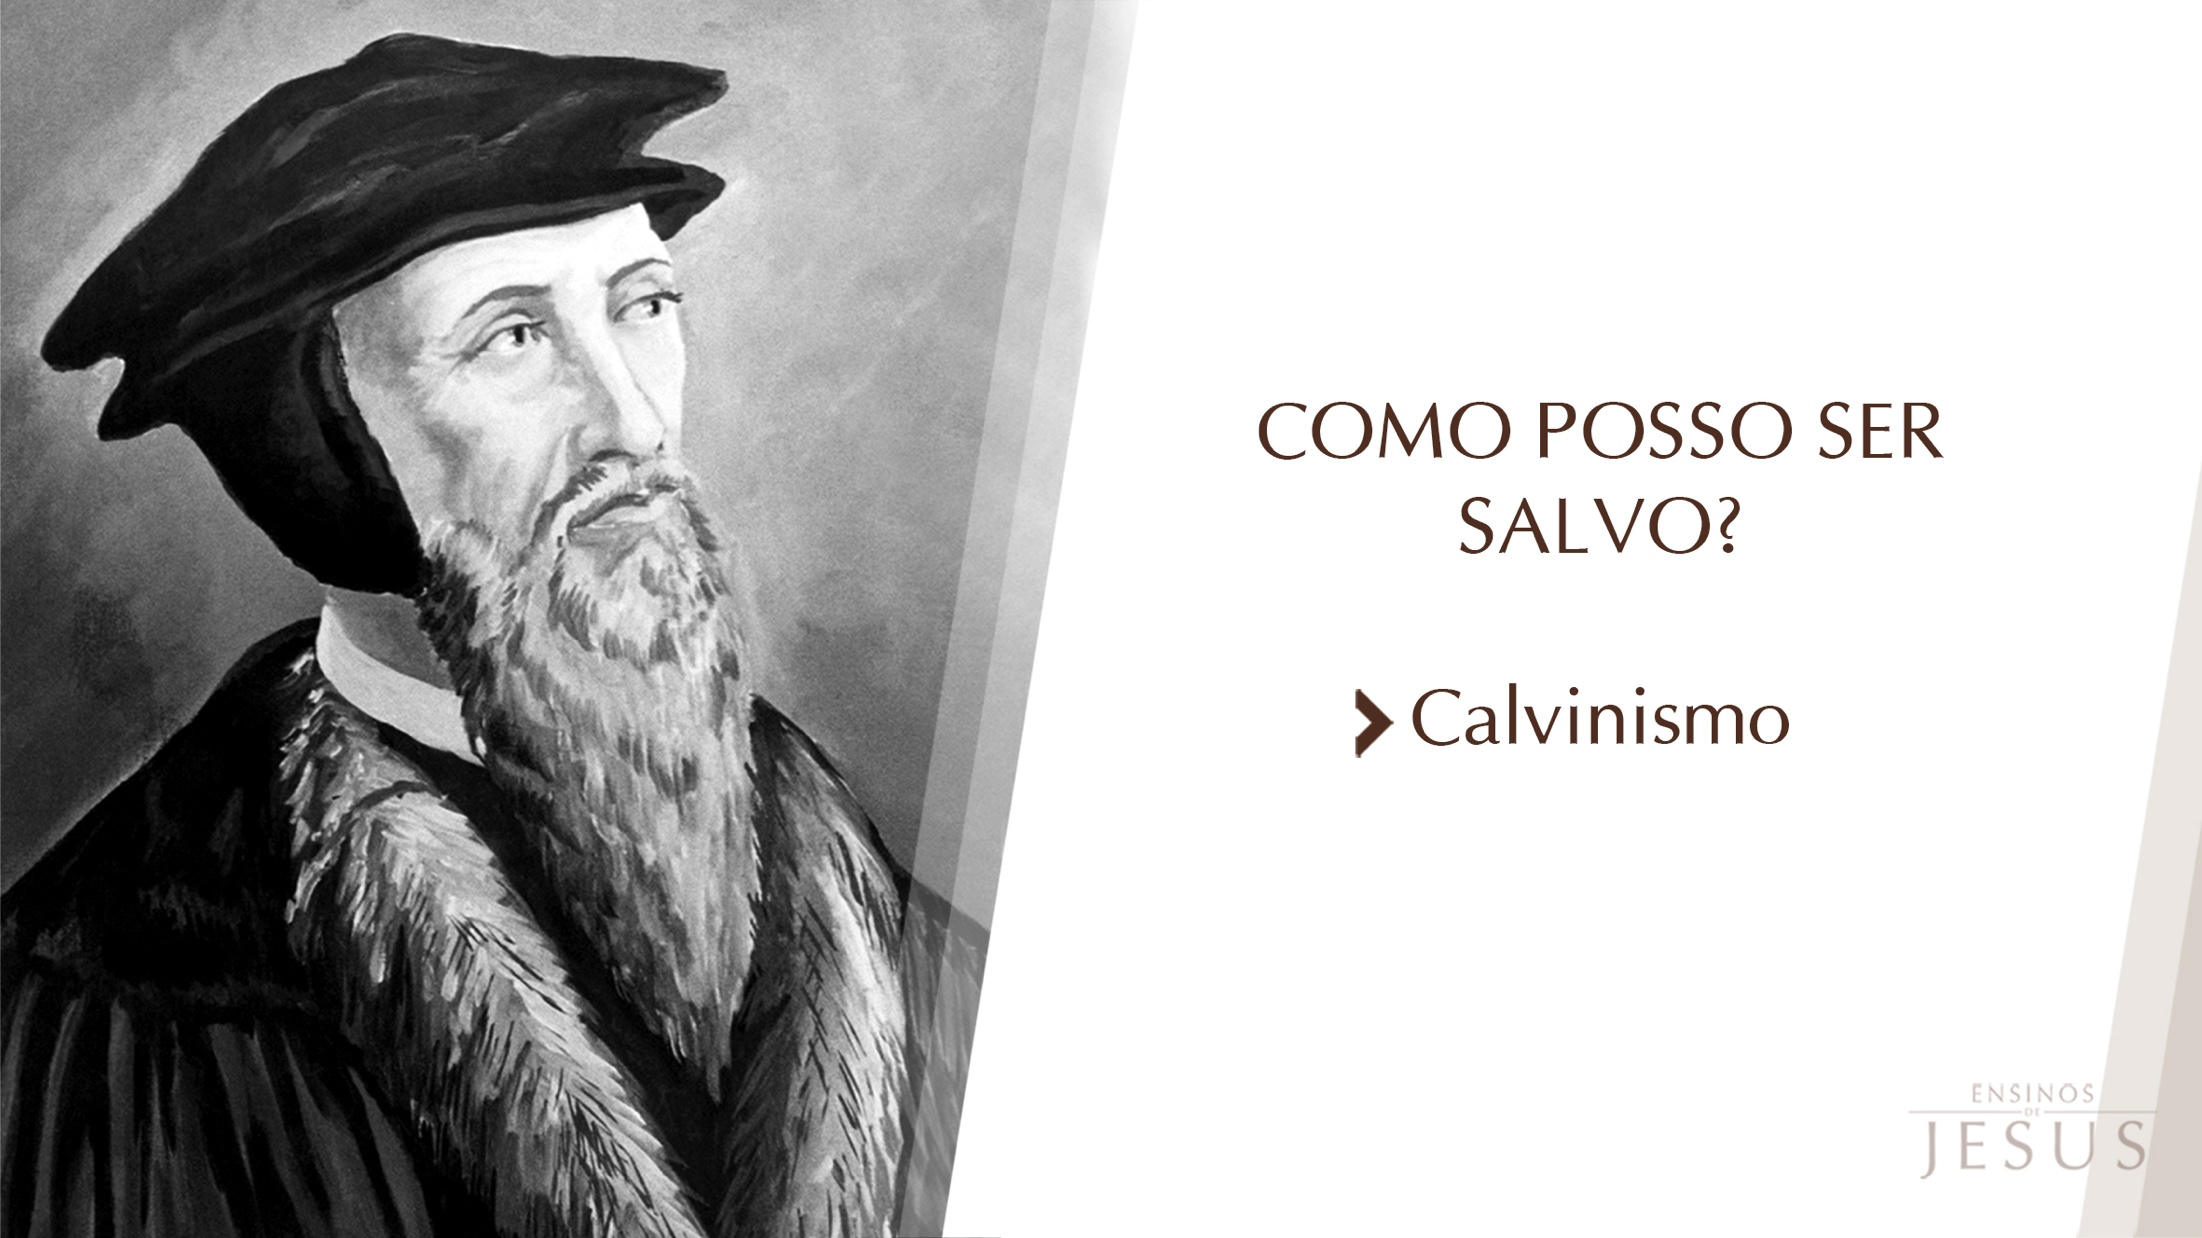 COMO POSSO SER
SALVO?
Calvinismo
ENSINOS
DE
JESUS